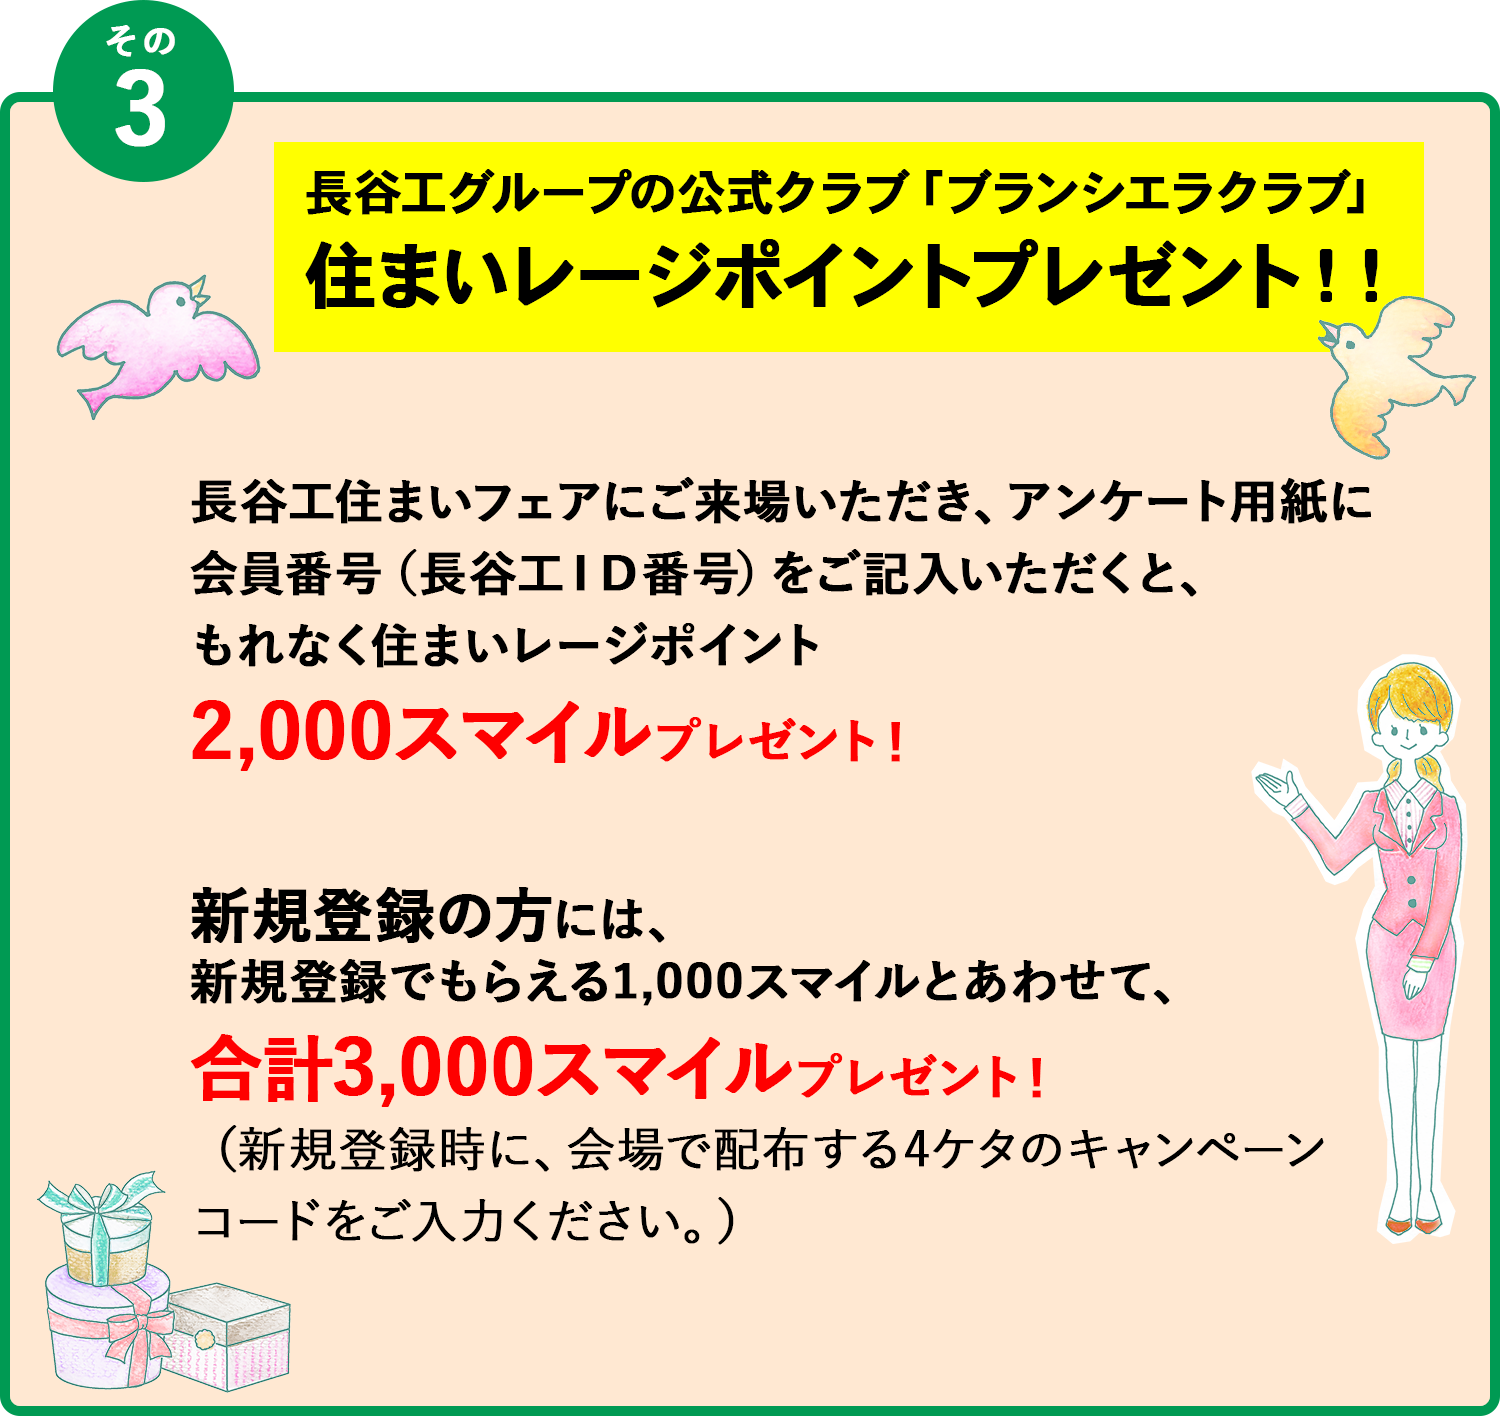 その
3
長谷工グループの公式クラブ「ブランシエラクラブ」
住まいレージポイントプレゼント！！
長谷工住まいフェアにご来場いただき、アンケート用紙に
会員番号（長谷工ＩＤ番号）をご記入いただくと、
もれなく住まいレージポイント
2,000スマイルプレゼント！
新規登録の方には、
新規登録でもらえる1,000スマイルとあわせて、
合計3,000スマイルプレゼント！
（新規登録時に、会場で配布する4ケタのキャンペーン
コードをご入力ください。）